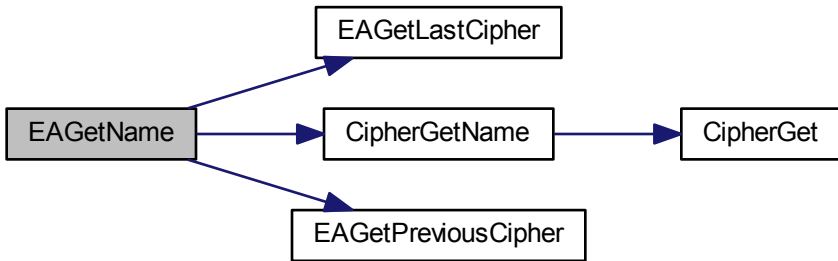 EAGetLastCipher
EAGetName
CipherGetName
CipherGet
EAGetPreviousCipher